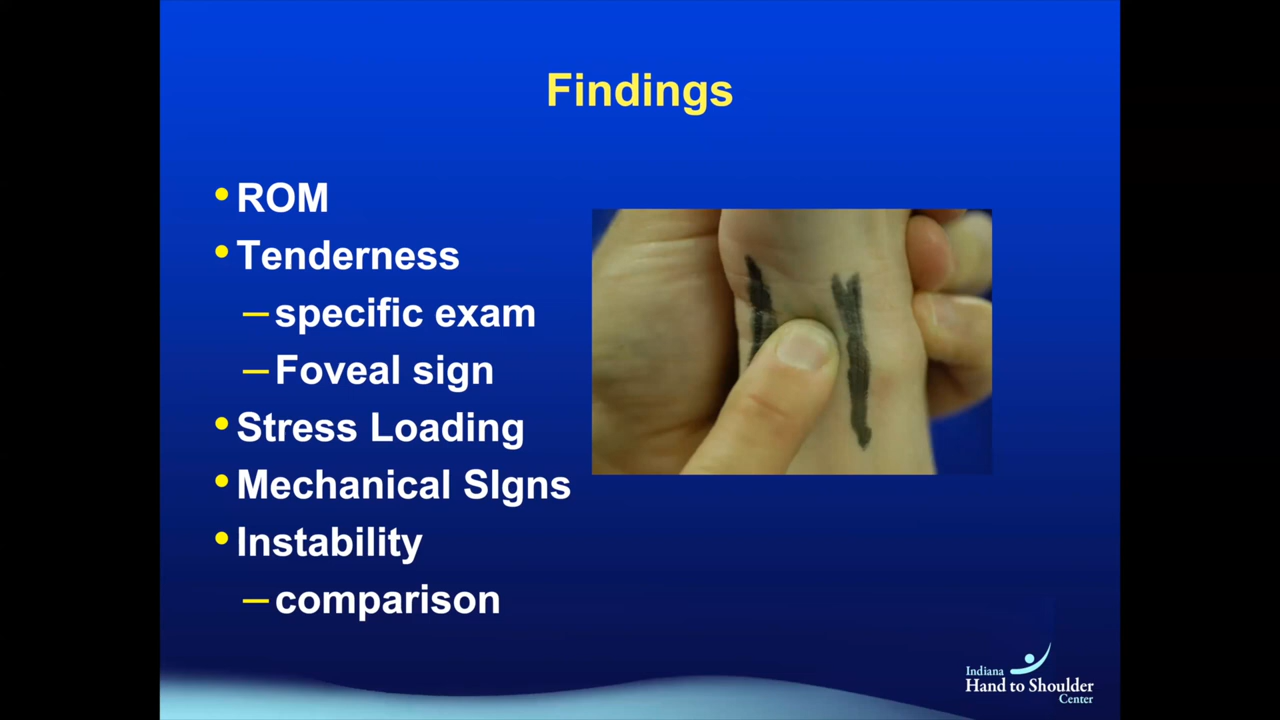 Findings
• ROM
• Tenderness
– specific exam
– Foveal sign
• Stress Loading
• Mechanical SIgns
• Instability
– comparison
Indiana
Hand to Shoulder
Center